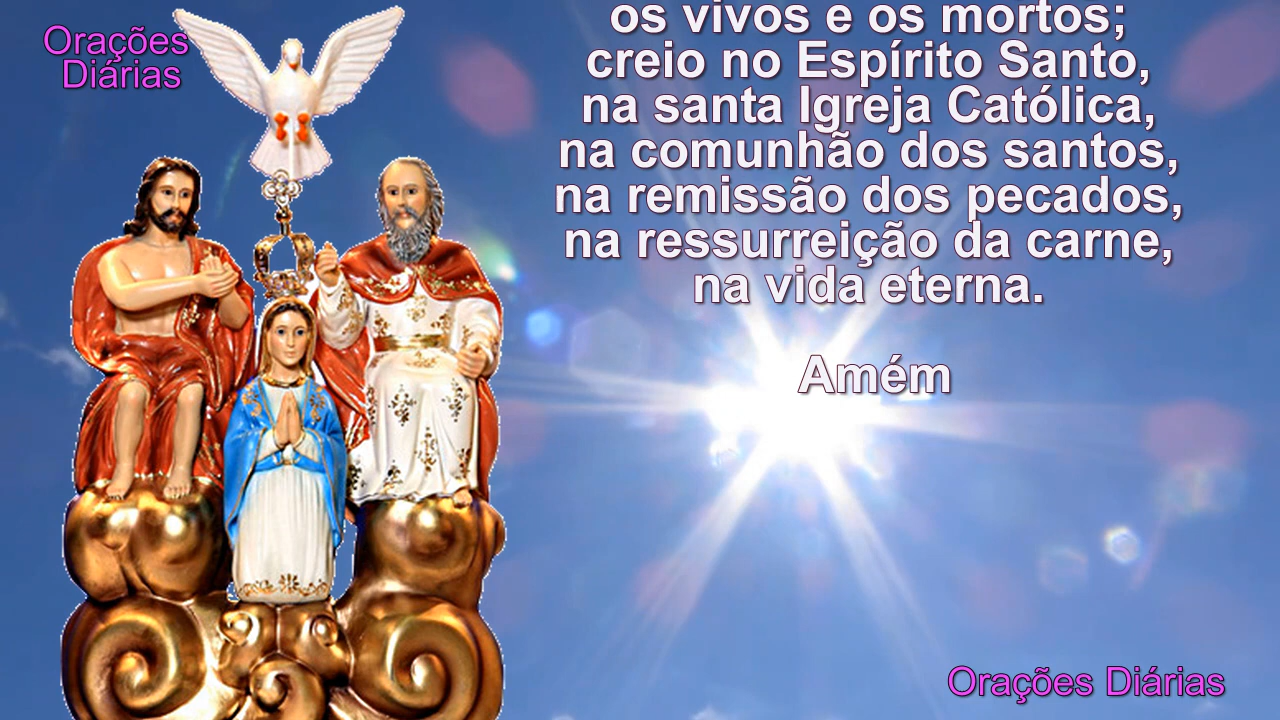 Orações
Diárias
os vivos e os mortos;
creio no Espírito Santo,
na santa Igreja Católica,
na comunhão dos santos,
na remissão dos pecados,
na ressurreição da carne,
na vida eterna.
Amém
Orações Diárias